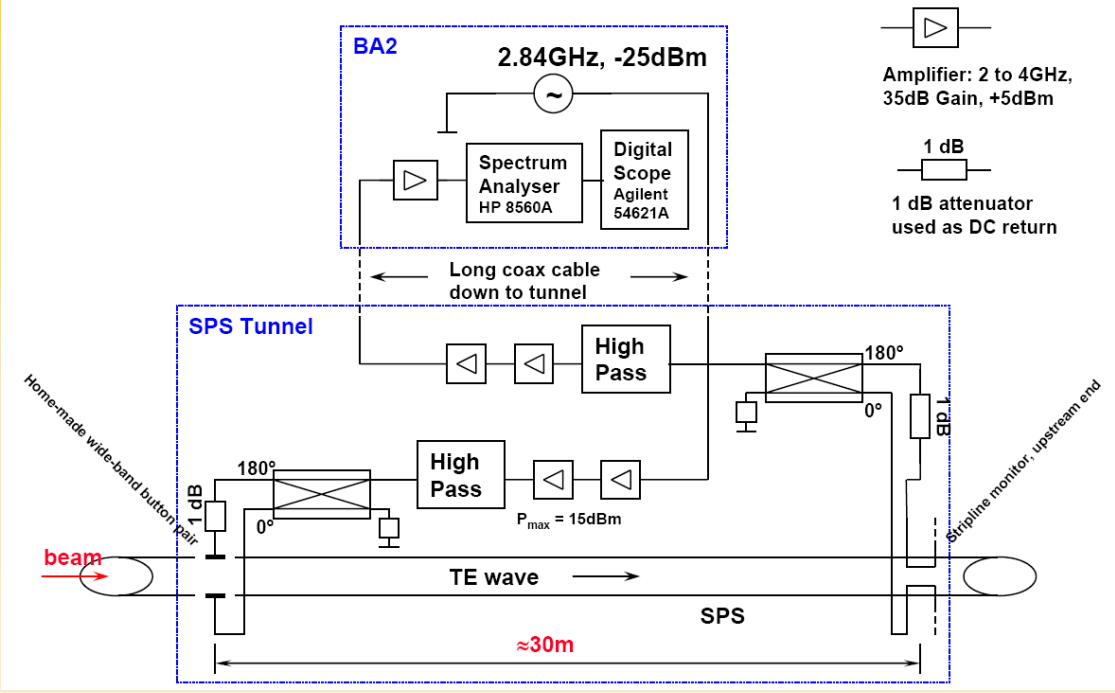 BA2
2.84GHz, -25dBm
~
Spectrum
Analyser
HP 8560A
Digital
Scope
Agilent
54621A
Amplifier: 2 to 4GHz,
35dB Gain, +5dBm
1 dB
1 dB attenuator
used as DC return
Long coax cable
down to tunnel
SPS Tunnel
High
Pass
180°
0°
1 dB
Home-made wide-band button pair
Stripline monitor, upstream end
180°
0°
1 dB
High
Pass
Pmax = 15dBm
beam
TE wave
SPS
≈30m